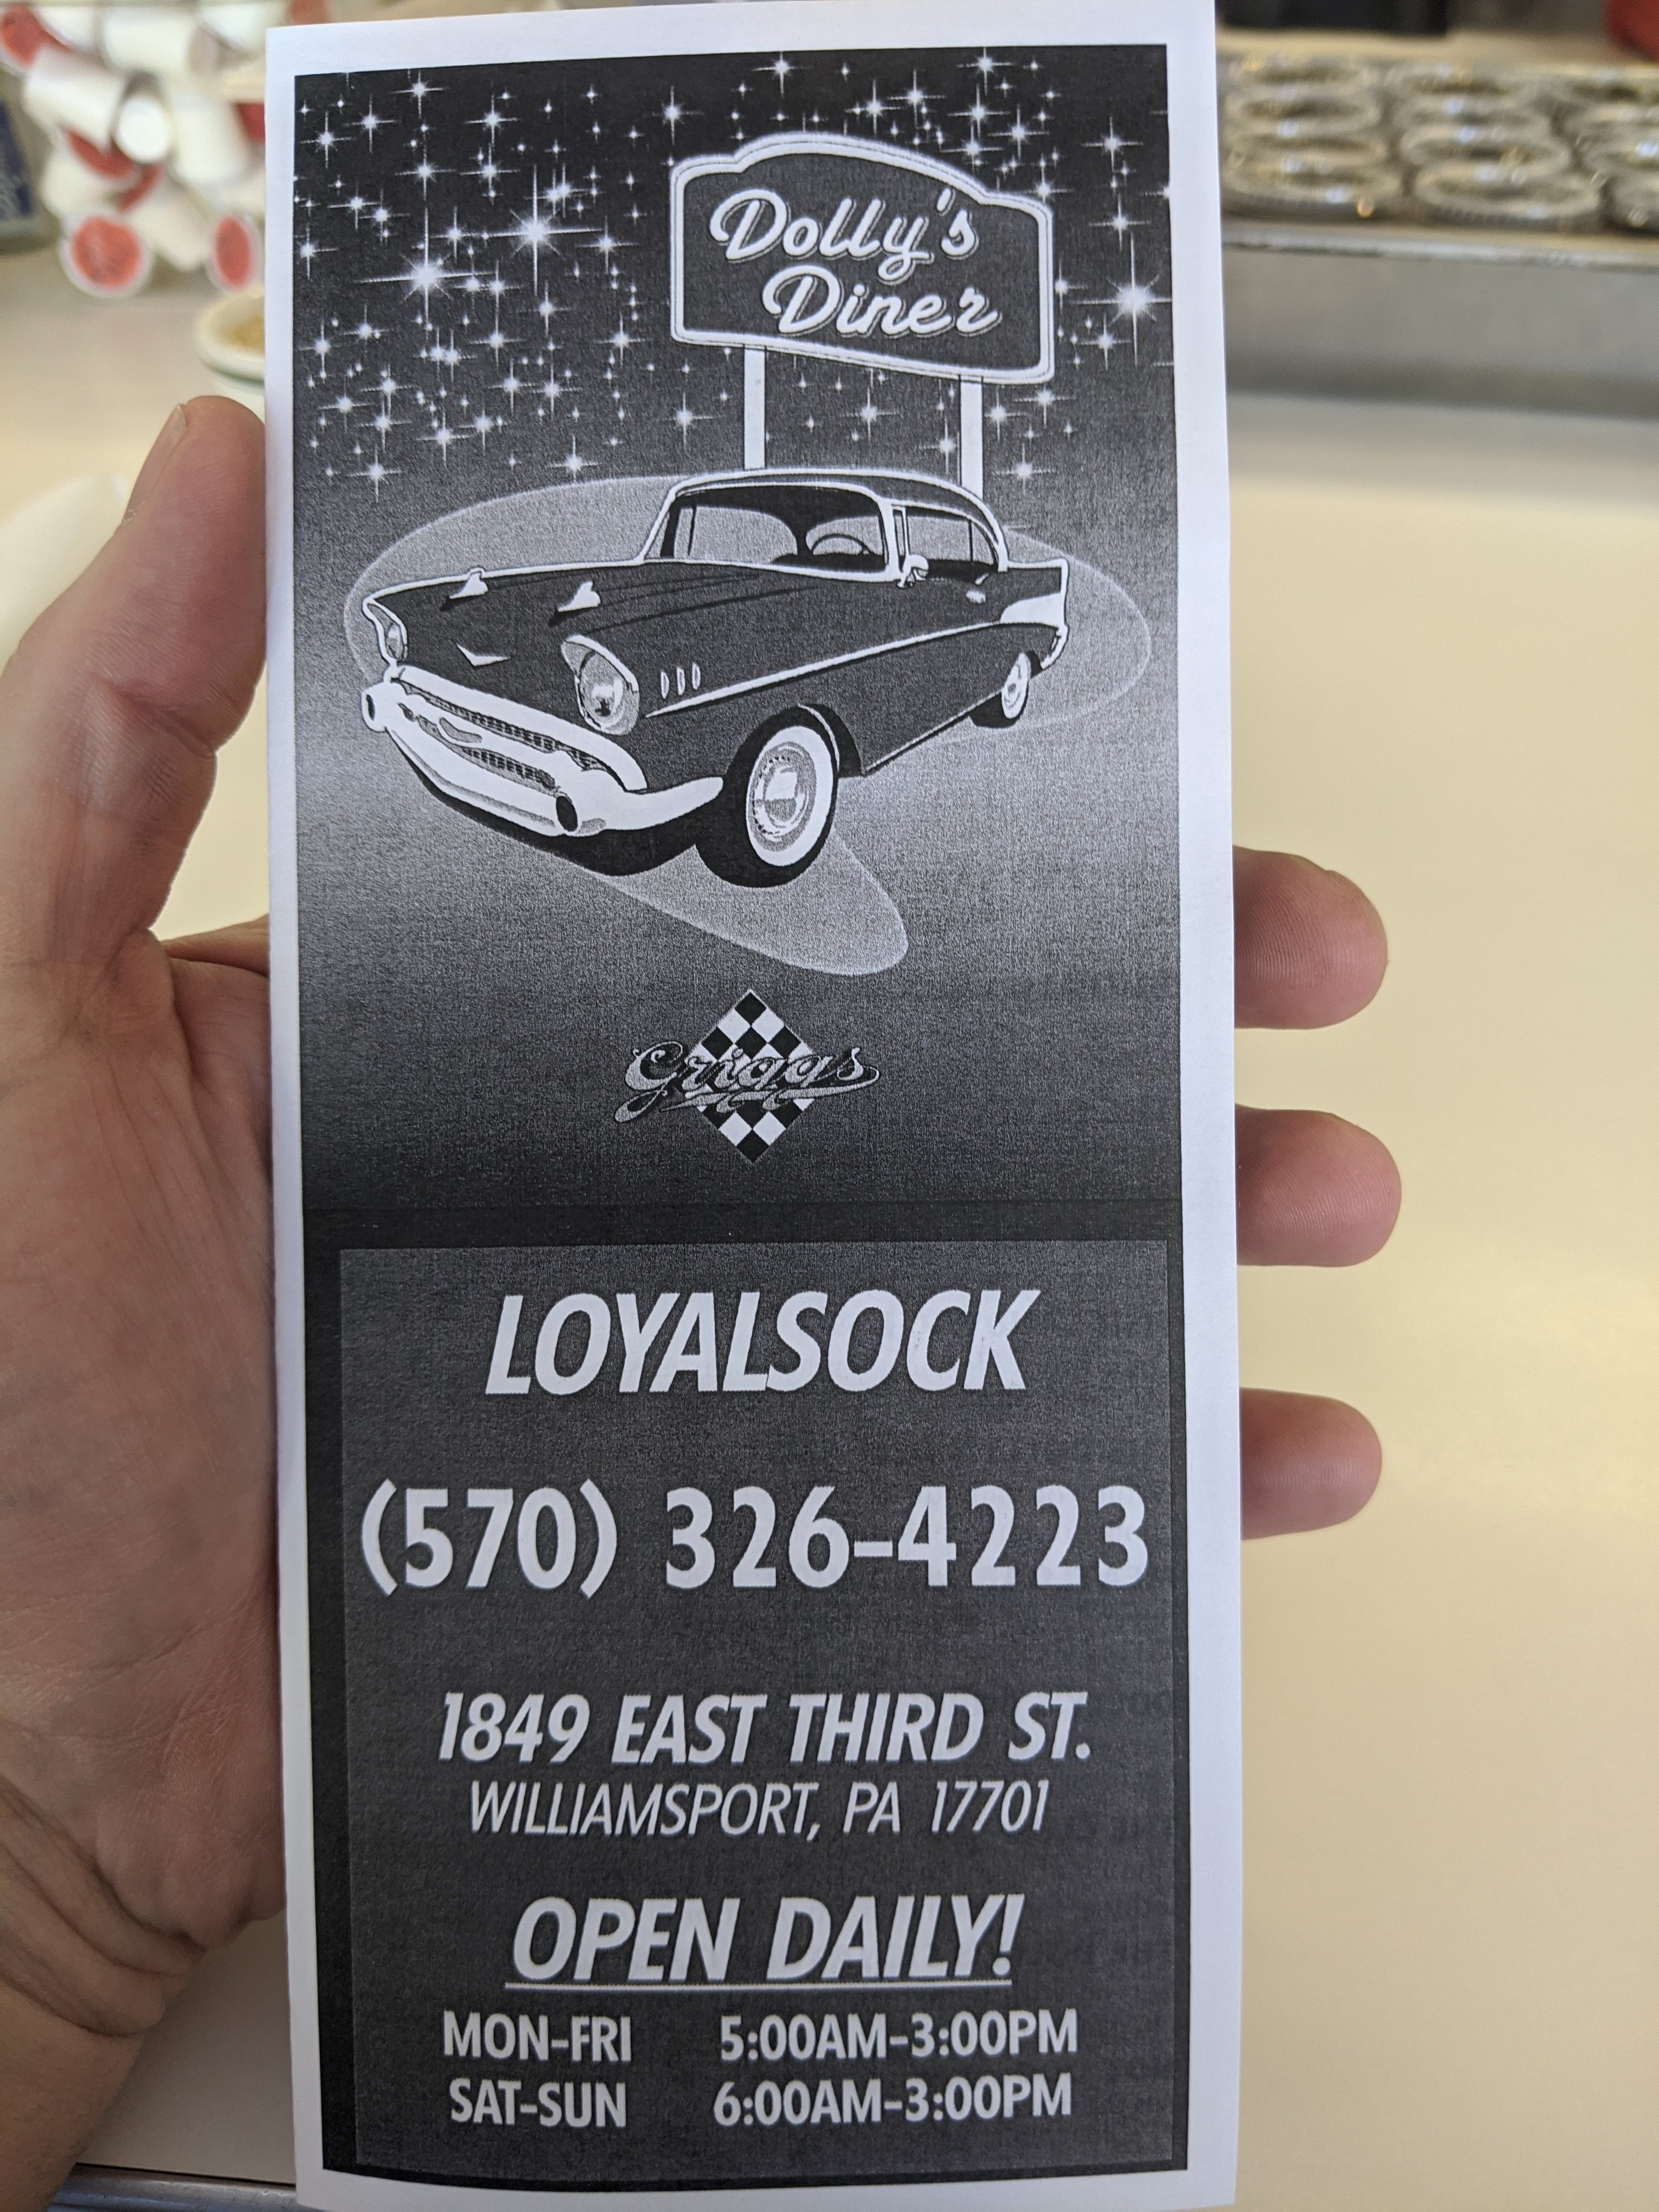 Dolly's
Diner
Griggs
LOYALSOCK
(570) 326-4223
1849 EAST THIRD ST.
WILLIAMSPORT, PA 17701
OPEN DAILY!
MON-FRI 5:00AM-3:00PM
SAT-SUN 6:00AM-3:00PM